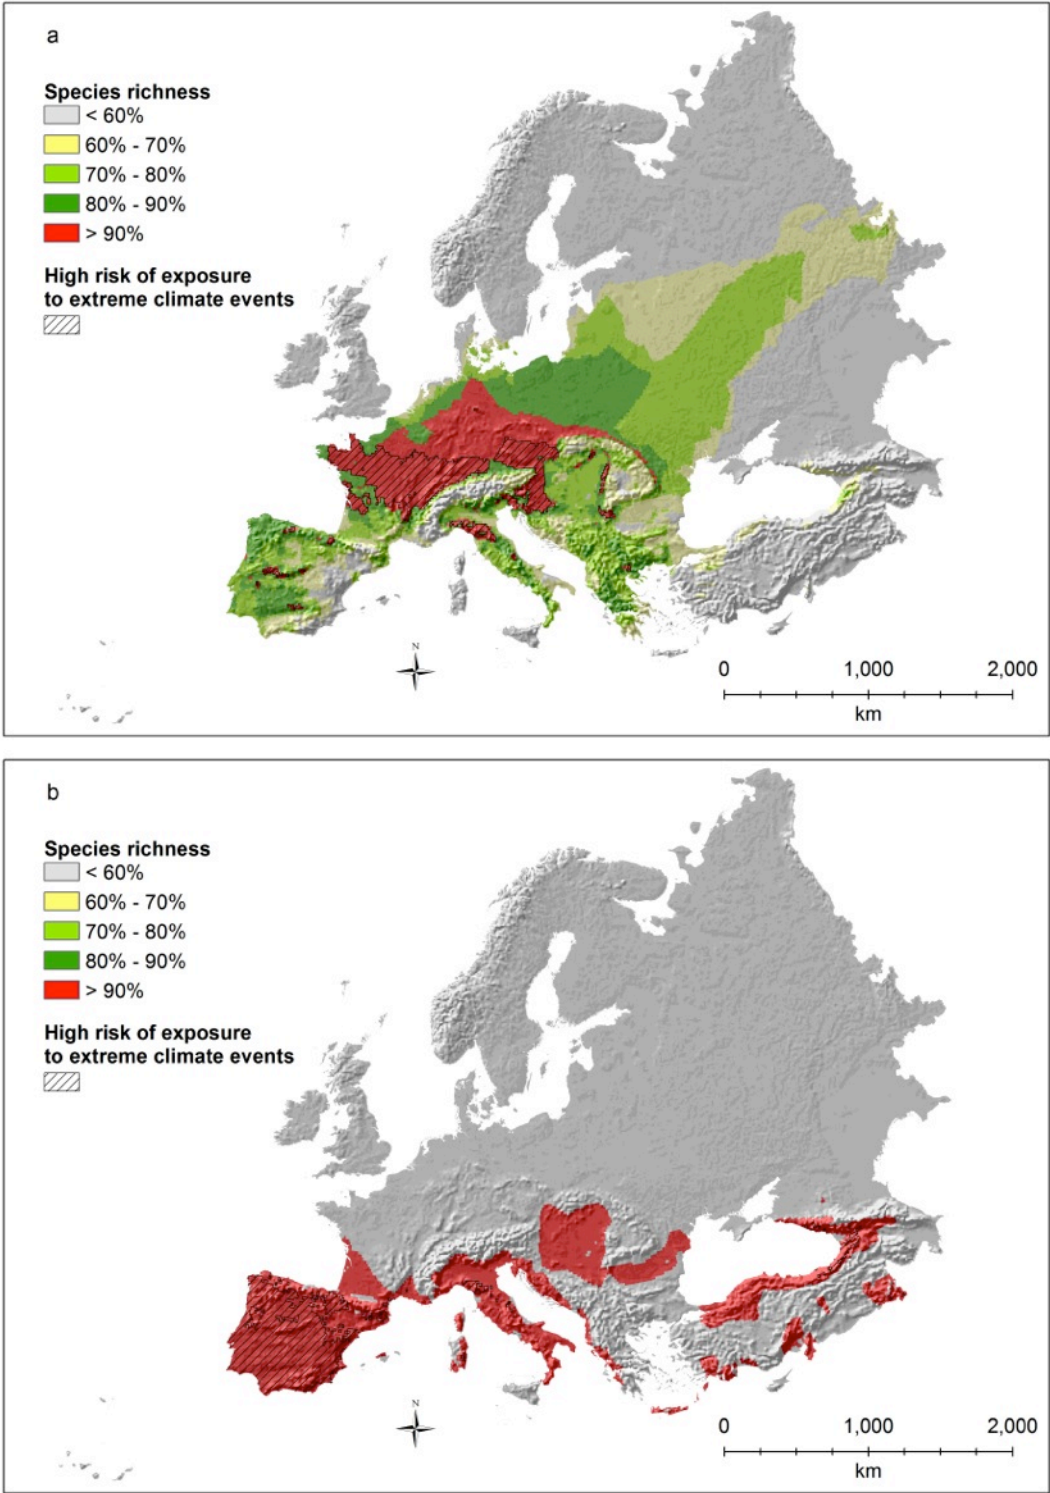 a
Species richness
< 60%
60% - 70%
70% - 80%
80% - 90%
> 90%
High risk of exposure
to extreme climate events
N
0 1,000 2,000
km
b
Species richness
< 60%
60% - 70%
70% - 80%
80% - 90%
> 90%
High risk of exposure
to extreme climate events
N
0 1,000 2,000
km